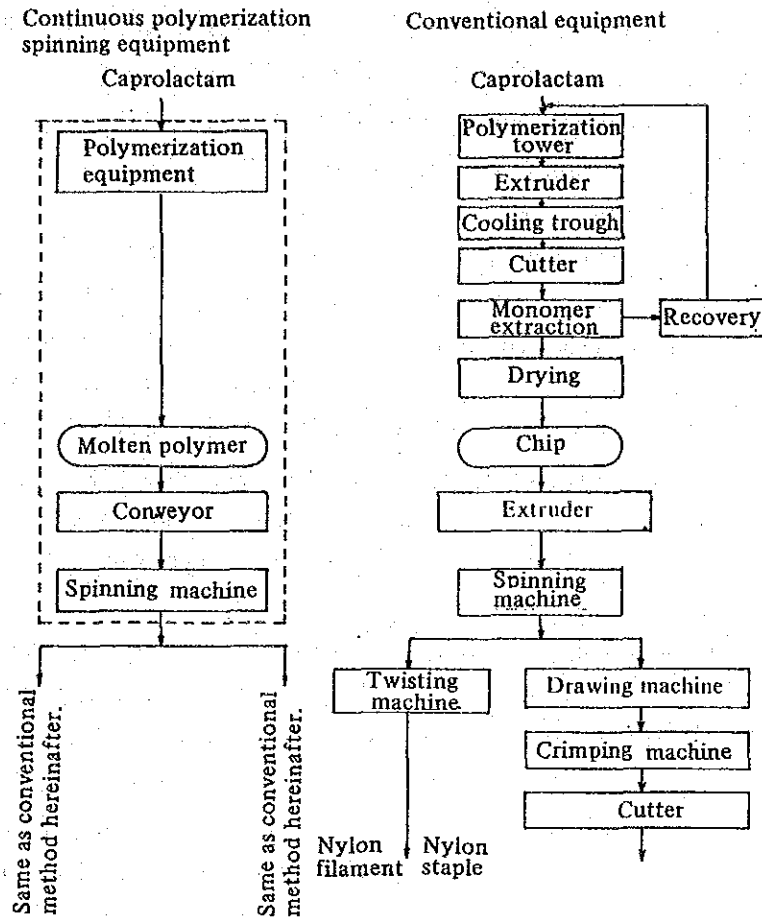 Continuous polymerization
spinning equipment
Caprolactam
Polymerization
equipment
Molten polymer
Conveyor
Spinning machine
Same as conventional
method hereinafter.
Same as conventional
method hereinafter.
Conventional equipment
Caprolactam
Polymerization
tower
Extruder
Cooling trough
Cutter
Monomer
extraction
Recovery
Drying
Chip
Extruder
Spinning
machine
Twisting
machine
Drawing machine
Crimping machine
Cutter
Nylon
filament
Nylon
staple